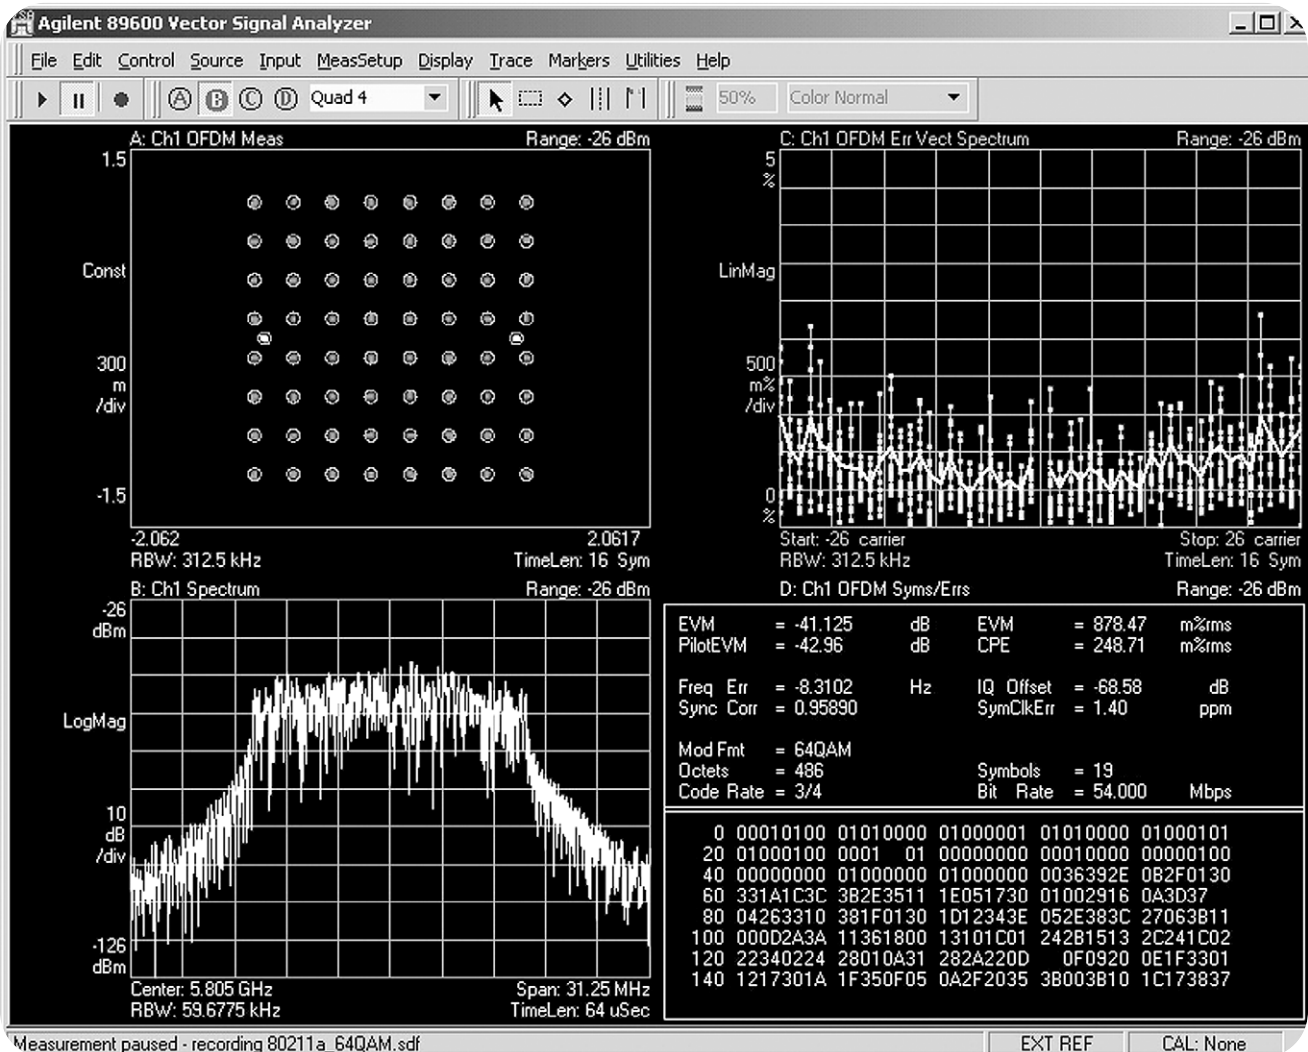 Agilent 89600 Vector Signal Analyzer
File Edit Control Source Input MeasSetup Display Trace Markers Utilities Help
A B C D Quad 4 50% Color Normal
A: Ch1 OFDM Meas Range: -26 dBm
1.5
Const
300
m
/div
-1.5
-2.062 2.0617
RBW: 312.5 kHz TimeLen: 16 Sym
C: Ch1 OFDM Err Vect Spectrum Range: -26 dBm
5
%
LinMag
500
m%
/div
0
%
Start: -26 carrier Stop: 26 carrier
RBW: 312.5 kHz TimeLen: 16 Sym
B: Ch1 Spectrum Range: -26 dBm
-26
dBm
LogMag
10
dB
/div
-126
dBm
Center: 5.805 GHz Span: 31.25 MHz
RBW: 59.6775 kHz TimeLen: 64 uSec
D: Ch1 OFDM Syms/Errs Range: -26 dBm
EVM = -41.125 dB EVM = 878.47 m%rms
PilotEVM = -42.96 dB CPE = 248.71 m%rms
Freq Err = -8.3102 Hz IQ Offset = -68.58 dB
Sync Corr = 0.95890 SymClkErr = 1.40 ppm
Mod Fmt = 64QAM
Octets = 486 Symbols = 19
Code Rate = 3/4 Bit Rate = 54.000 Mbps
0 00010100 01010000 01000001 01010000 01000101
20 01000100 0001 01 00000000 00010000 00000100
40 00000000 01000000 01000000 0036392E 0B2F0130
60 331A1C3C 3B2E3511 1E051730 01002916 0A3D37
80 04263310 381F0130 1D12343E 052E383C 27063B11
100 000D2A3A 11361800 13101C01 242B1513 2C241C02
120 22340224 28010A31 282A220D 0F0920 0E1F3301
140 1217301A 1F350F05 0A2F2035 3B003B10 1C173837
Measurement paused - recording 80211a_64QAM.sdf EXT REF CAL: None